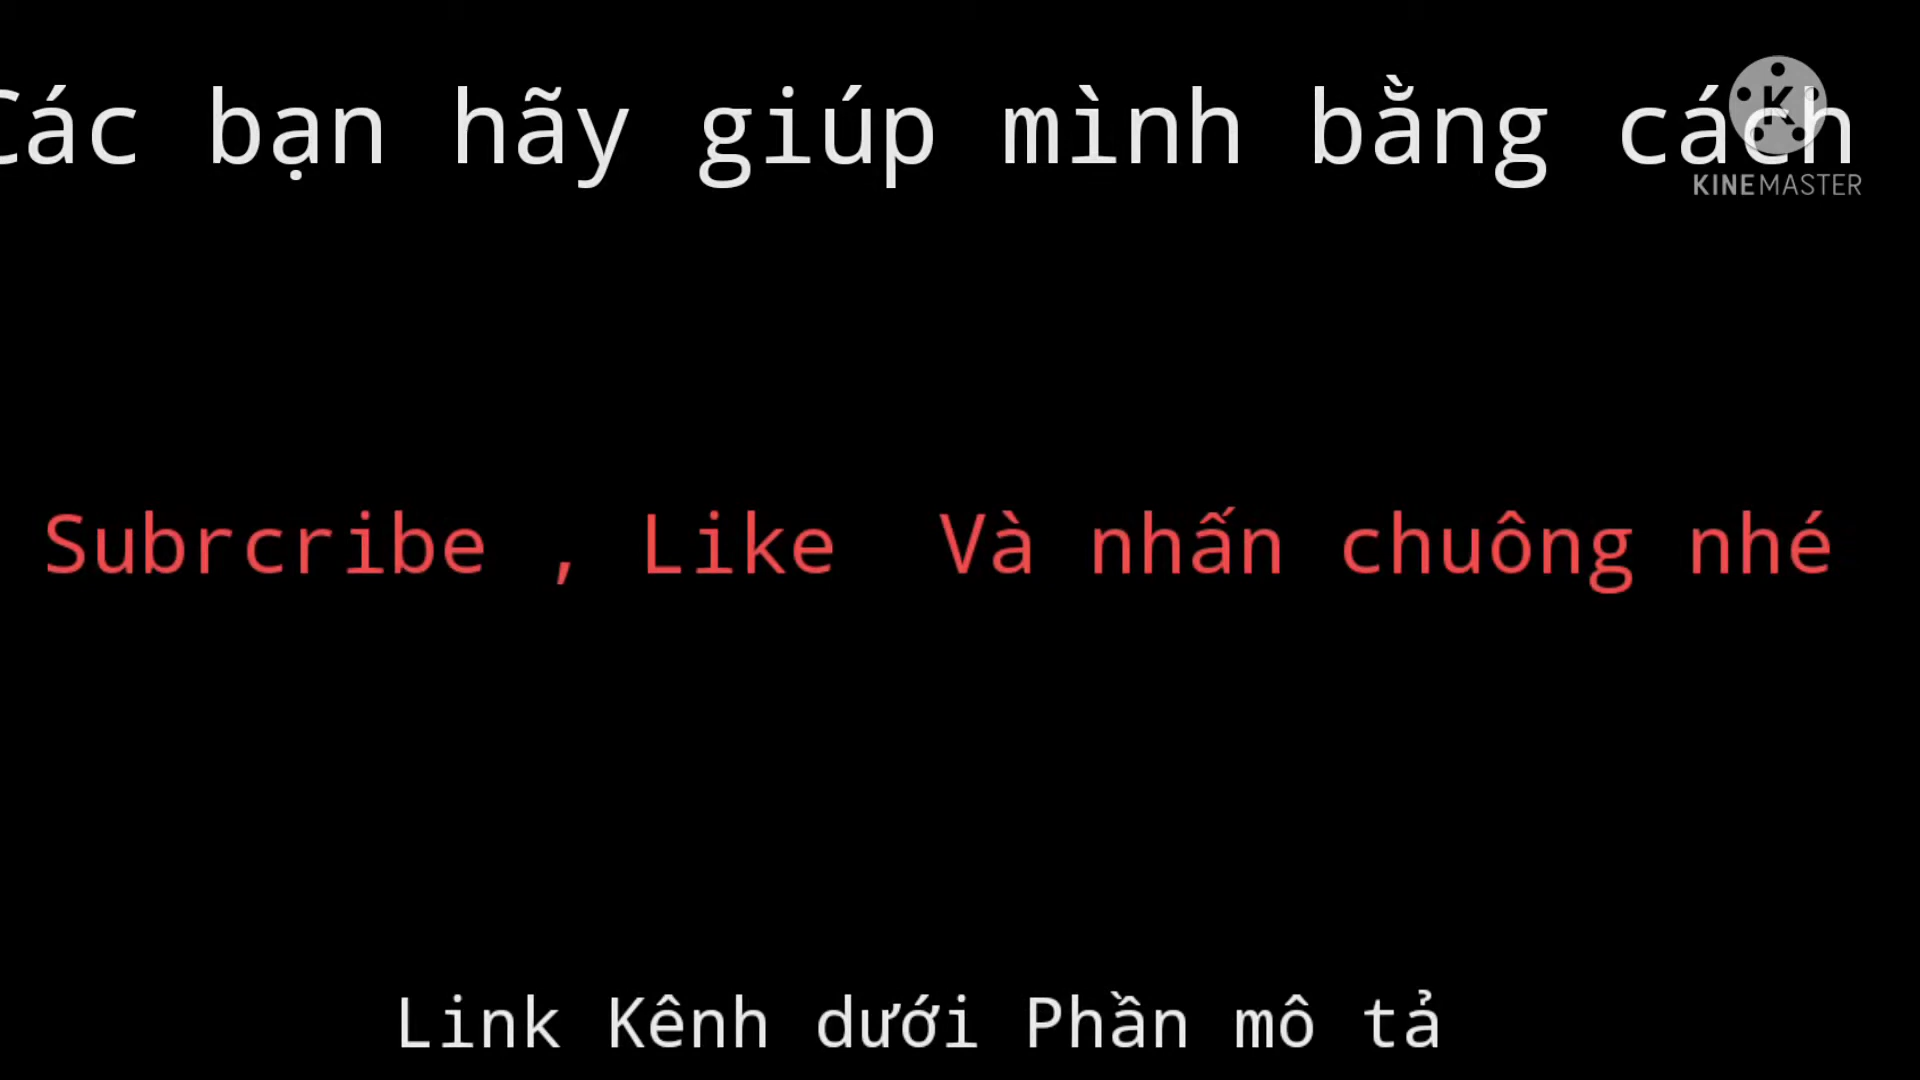 Các bạn hãy giúp mình bằng cách
K
KINEMASTER
Subrcribe , Like  Và nhấn chuông nhé
Link Kênh dưới Phần mô tả